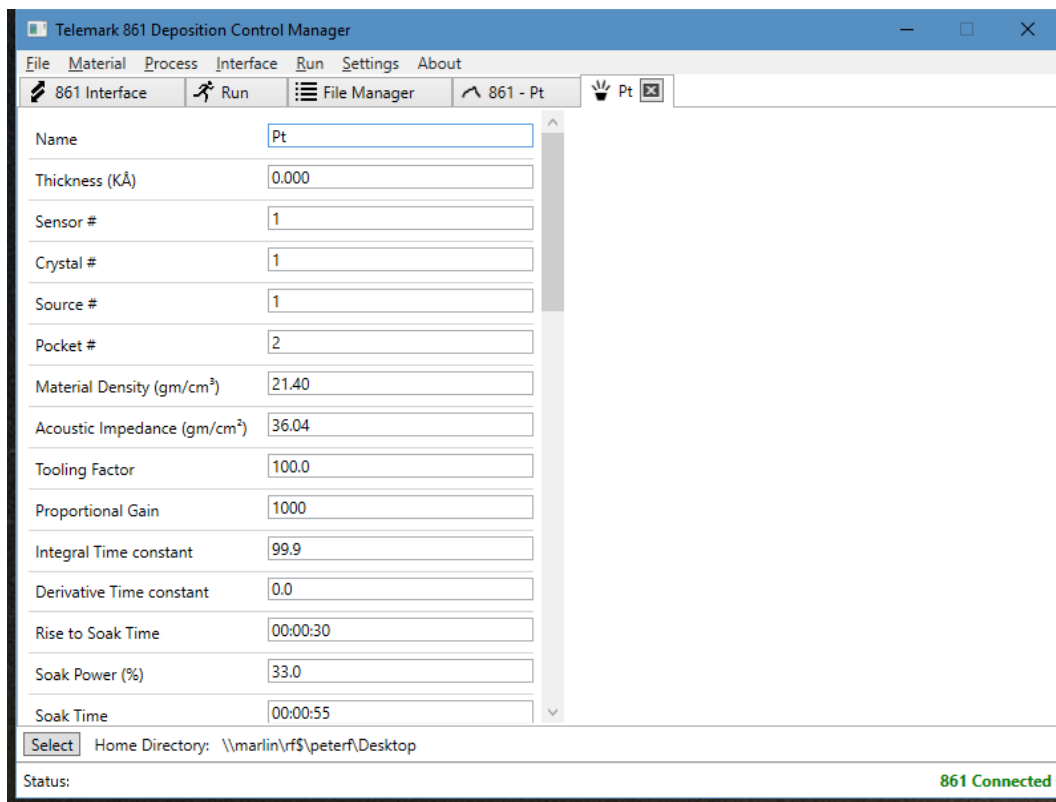 Telemark 861 Deposition Control Manager
File Material Process Interface Run Settings About
861 Interface Run File Manager 861 - Pt Pt
Name Pt
Thickness (KÅ) 0.000
Sensor # 1
Crystal # 1
Source # 1
Pocket # 2
Material Density (gm/cm³) 21.40
Acoustic Impedance (gm/cm²) 36.04
Tooling Factor 100.0
Proportional Gain 1000
Integral Time constant 99.9
Derivative Time constant 0.0
Rise to Soak Time 00:00:30
Soak Power (%) 33.0
Soak Time 00:00:55
Select Home Directory: \\marlin\rf$\peterf\Desktop
Status: 861 Connected